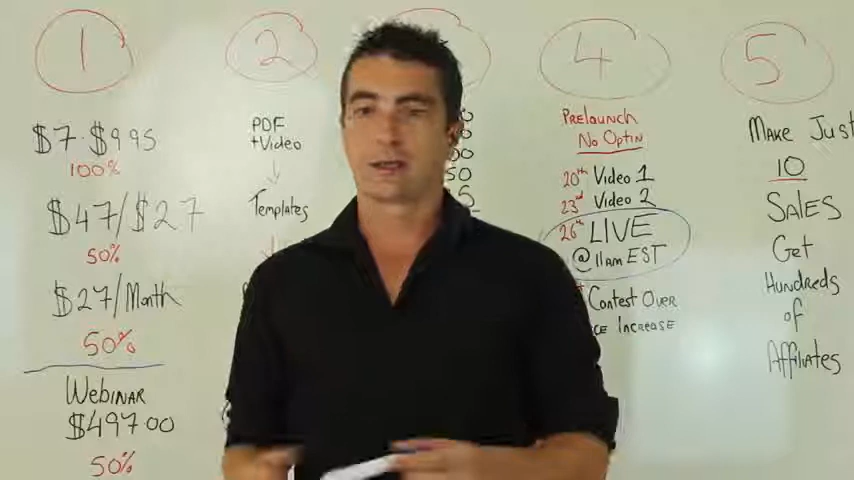 1
$7-$9.95
100%
$47/$27
50%
$27/Month
50%
Webinar
$497.00
50%
2
PDF
+Video
Templates
4
Prelaunch
No Optin
20th Video 1
23rd Video 2
26th LIVE
@ 11am EST
Contest Over
Increase
5
Make Just
10
SALES
Get
Hundreds
of
Affiliates